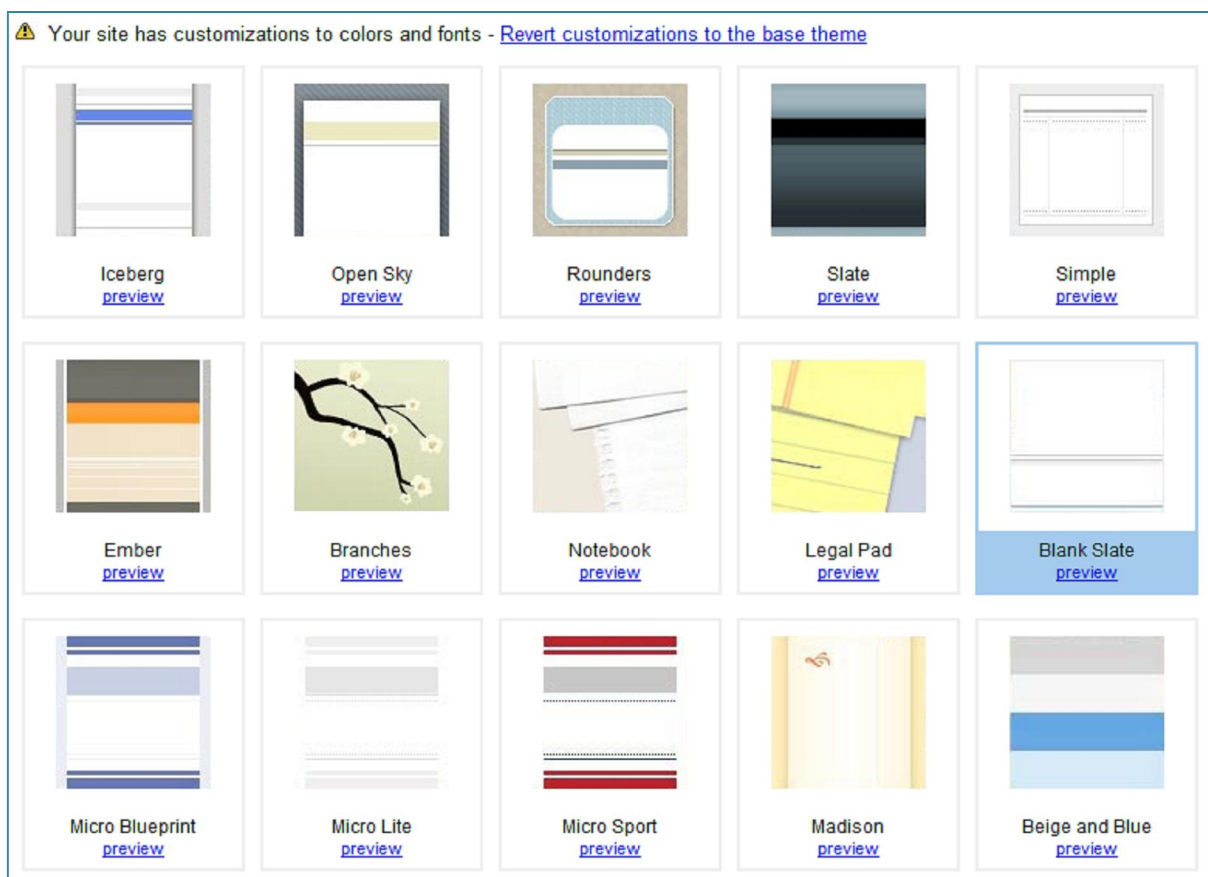 Your site has customizations to colors and fonts - Revert customizations to the base theme
Iceberg
preview
Open Sky
preview
Rounders
preview
Slate
preview
Simple
preview
Ember
preview
Branches
preview
Notebook
preview
Legal Pad
preview
Blank Slate
preview
Micro Blueprint
preview
Micro Lite
preview
Micro Sport
preview
Madison
preview
Beige and Blue
preview